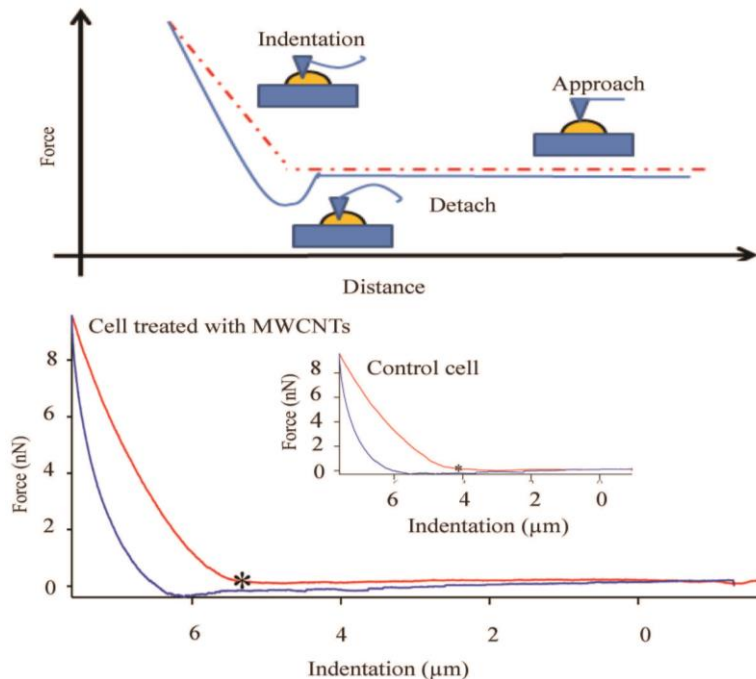 Indentation
Approach
Force
Detach
Distance
Cell treated with MWCNTs
8
6
4
2
0
Force (nN)
Control cell
8
6
4
2
0
Force (nN)
*
6 4 2 0
Indentation (μm)
*
6 4 2 0
Indentation (μm)